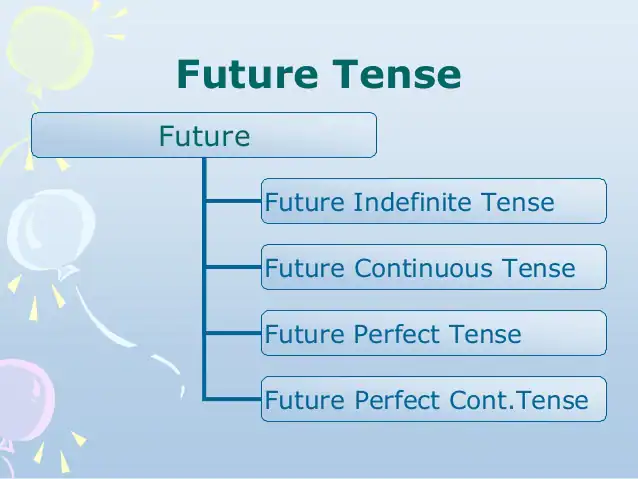 Future Tense
Future
Future Indefinite Tense
Future Continuous Tense
Future Perfect Tense
Future Perfect Cont.Tense